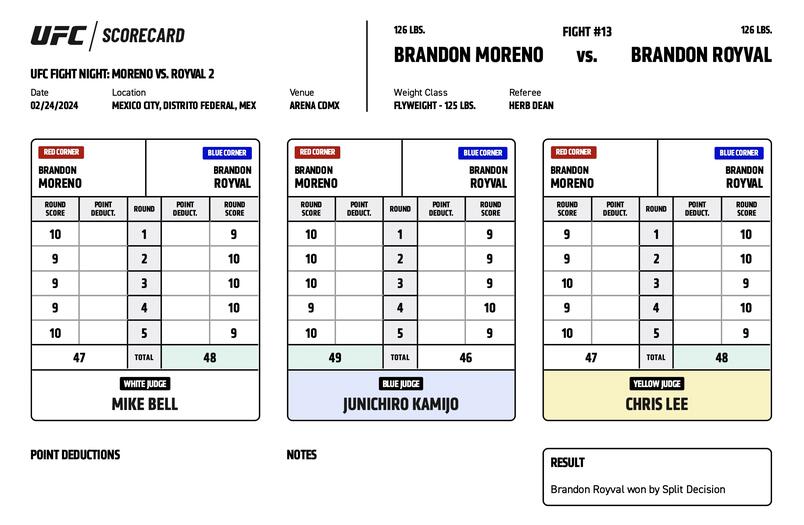 UFC / SCORECARD
UFC FIGHT NIGHT: MORENO VS. ROYVAL 2
Date Location Venue
02/24/2024 MEXICO CITY, DISTRITO FEDERAL, MEX ARENA CDMX
126 LBS. FIGHT #13 126 LBS.
BRANDON MORENO vs. BRANDON ROYVAL
Weight Class Referee
FLYWEIGHT - 125 LBS. HERB DEAN
RED CORNER BLUE CORNER
BRANDON BRANDON
MORENO ROYVAL
ROUND POINT ROUND ROUND
SCORE DEDUCT. SCORE
10 1 9
9 2 10
9 3 10
9 4 10
10 5 9
47 TOTAL 48
WHITE JUDGE
MIKE BELL
RED CORNER BLUE CORNER
BRANDON BRANDON
MORENO ROYVAL
ROUND POINT ROUND ROUND
SCORE DEDUCT. SCORE
10 1 9
10 2 9
10 3 9
9 4 10
10 5 9
49 TOTAL 46
BLUE JUDGE
JUNICHIRO KAMIJO
RED CORNER BLUE CORNER
BRANDON BRANDON
MORENO ROYVAL
ROUND POINT ROUND ROUND
SCORE DEDUCT. SCORE
9 1 10
9 2 10
10 3 9
9 4 10
10 5 9
47 TOTAL 48
YELLOW JUDGE
CHRIS LEE
POINT DEDUCTIONS
NOTES
RESULT
Brandon Royval won by Split Decision